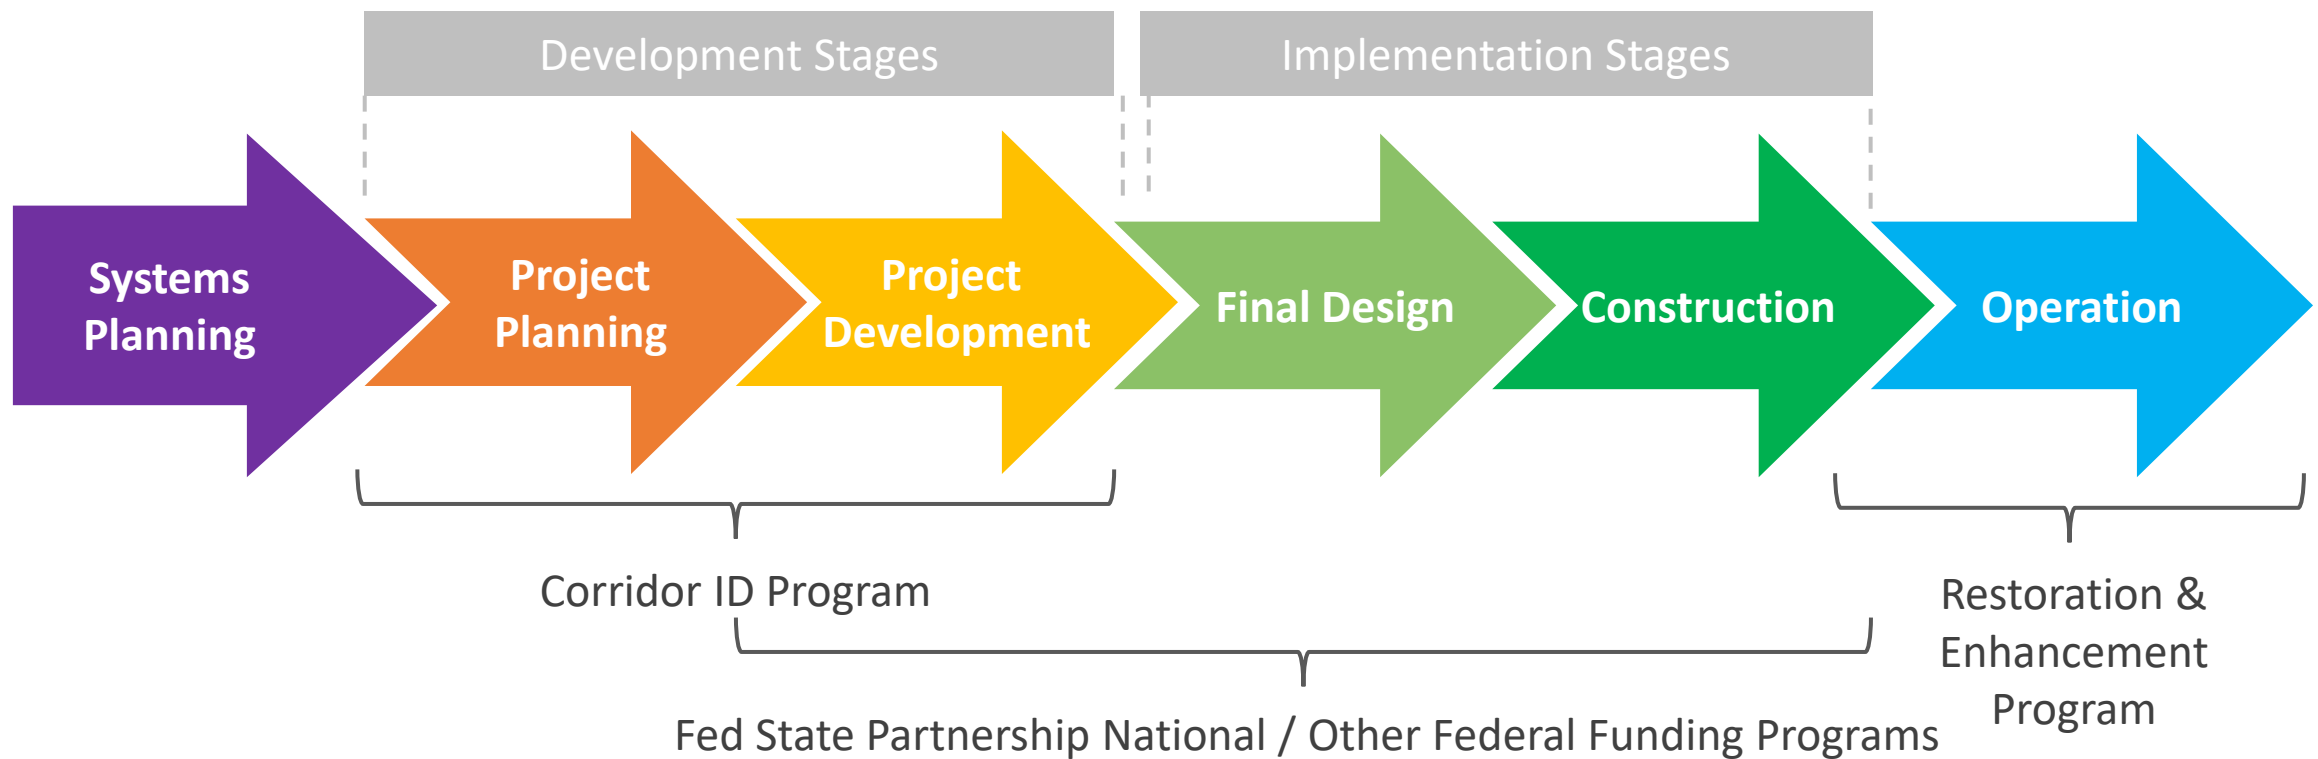 Development Stages
Implementation Stages
Systems
Planning
Project
Planning
Project
Development
Final Design
Construction
Operation
Corridor ID Program
Restoration &
Enhancement
Program
Fed State Partnership National / Other Federal Funding Programs